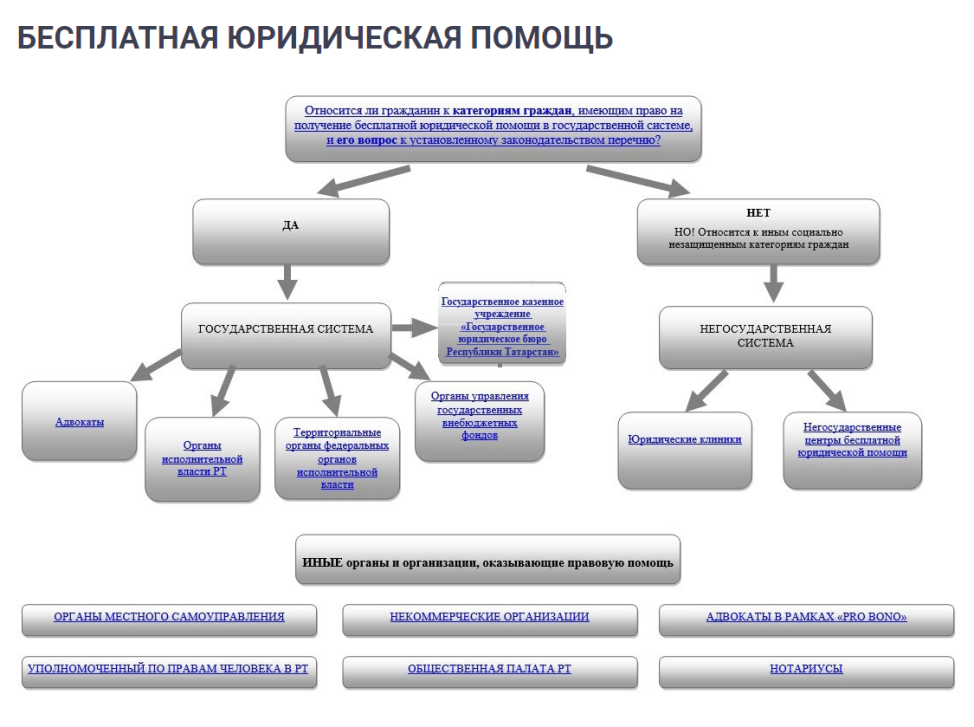 БЕСПЛАТНАЯ ЮРИДИЧЕСКАЯ ПОМОЩЬ
Относится ли гражданин к категориям граждан, имеющим право на
получение бесплатной юридической помощи в государственной системе,
и его вопрос к установленному законодательством перечню?
ДА
НЕТ
НО! Относится к иным социально
незащищенным категориям граждан
ГОСУДАРСТВЕННАЯ СИСТЕМА
Государственное казенное
учреждение
«Государственное
юридическое бюро
Республики Татарстан»
НЕГОСУДАРСТВЕННАЯ
СИСТЕМА
Адвокаты
Органы
исполнительной
власти РТ
Территориальные
органы федеральных
органов
исполнительной
власти
Органы управления
государственных
внебюджетных
фондов
Юридические клиники
Негосударственные
центры бесплатной
юридической помощи
ИНЫЕ органы и организации, оказывающие правовую помощь
ОРГАНЫ МЕСТНОГО САМОУПРАВЛЕНИЯ
НЕКОММЕРЧЕСКИЕ ОРГАНИЗАЦИИ
АДВОКАТЫ В РАМКАХ «PRO BONO»
УПОЛНОМОЧЕННЫЙ ПО ПРАВАМ ЧЕЛОВЕКА В РТ
ОБЩЕСТВЕННАЯ ПАЛАТА РТ
НОТАРИУСЫ